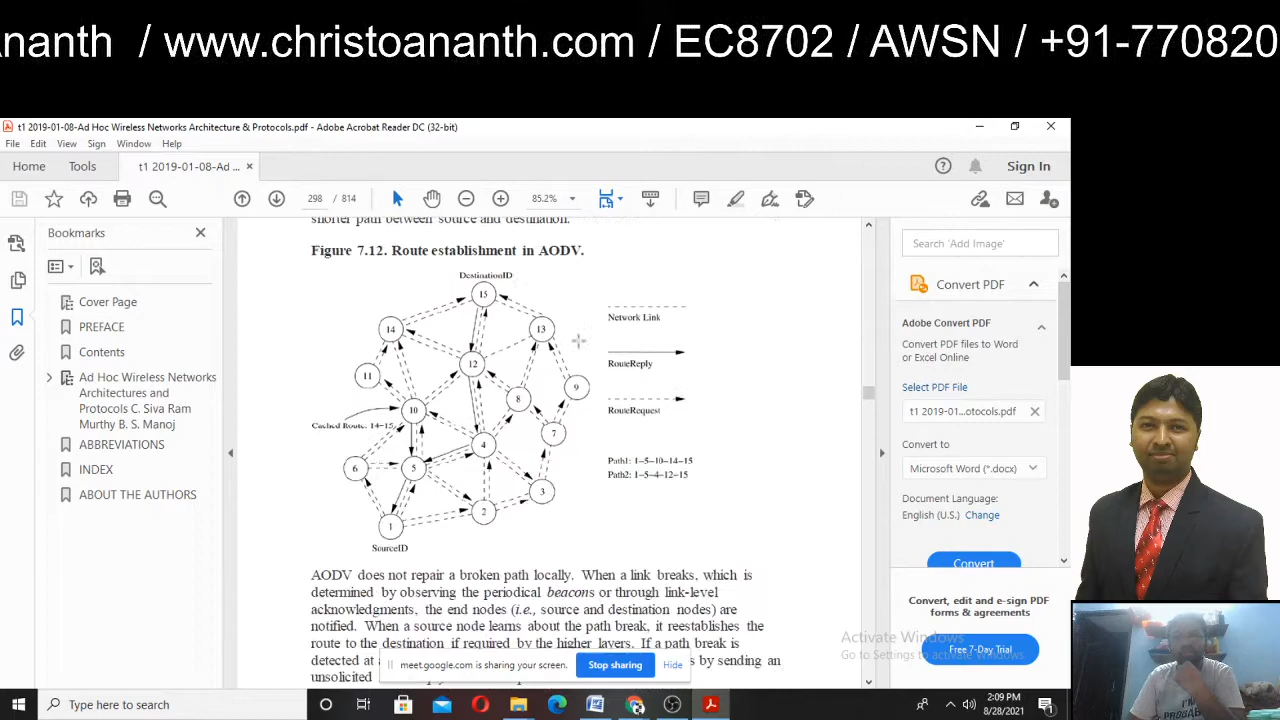 nanth / www.christoananth.com / EC8702 / AWSN / +91-770820
t1 2019-01-08-Ad Hoc Wireless Networks Architecture & Protocols.pdf - Adobe Acrobat Reader DC (32-bit)
File Edit View Sign Window Help
Home Tools t1 2019-01-08-Ad ... × Sign In
298 / 814 85.2%
Bookmarks
Cover Page
PREFACE
Contents
Ad Hoc Wireless Networks
Architectures and
Protocols C. Siva Ram
Murthy B. S. Manoj
ABBREVIATIONS
INDEX
ABOUT THE AUTHORS
shorter path between source and destination.
Figure 7.12. Route establishment in AODV.
DestinationID
15
14
13
12
11
9
8
10
Cached Route: 14–15
7
4
6
5
3
2
1
SourceID
Network Link
RouteReply
RouteRequest
Path1: 1–5–10–14–15
Path2: 1–5–4–12–15
AODV does not repair a broken path locally. When a link breaks, which is
determined by observing the periodical beacons or through link-level
acknowledgments, the end nodes (i.e., source and destination nodes) are
notified. When a source node learns about the path break, it reestablishes the
route to the destination if required by the higher layers. If a path break is
detected at
s by sending an
unsolicited
meet.google.com is sharing your screen. Stop sharing Hide
Search 'Add Image'
Convert PDF
Adobe Convert PDF
Convert PDF files to Word
or Excel Online
Select PDF File
t1 2019-01...otocols.pdf
Convert to
Microsoft Word (*.docx)
Document Language:
English (U.S.) Change
Convert
Convert, edit and e-sign PDF
forms & agreements
Free 7-Day Trial
Activate Windows
Go to Settings to activate Windows.
Type here to search
2:09 PM
8/28/2021
I'M